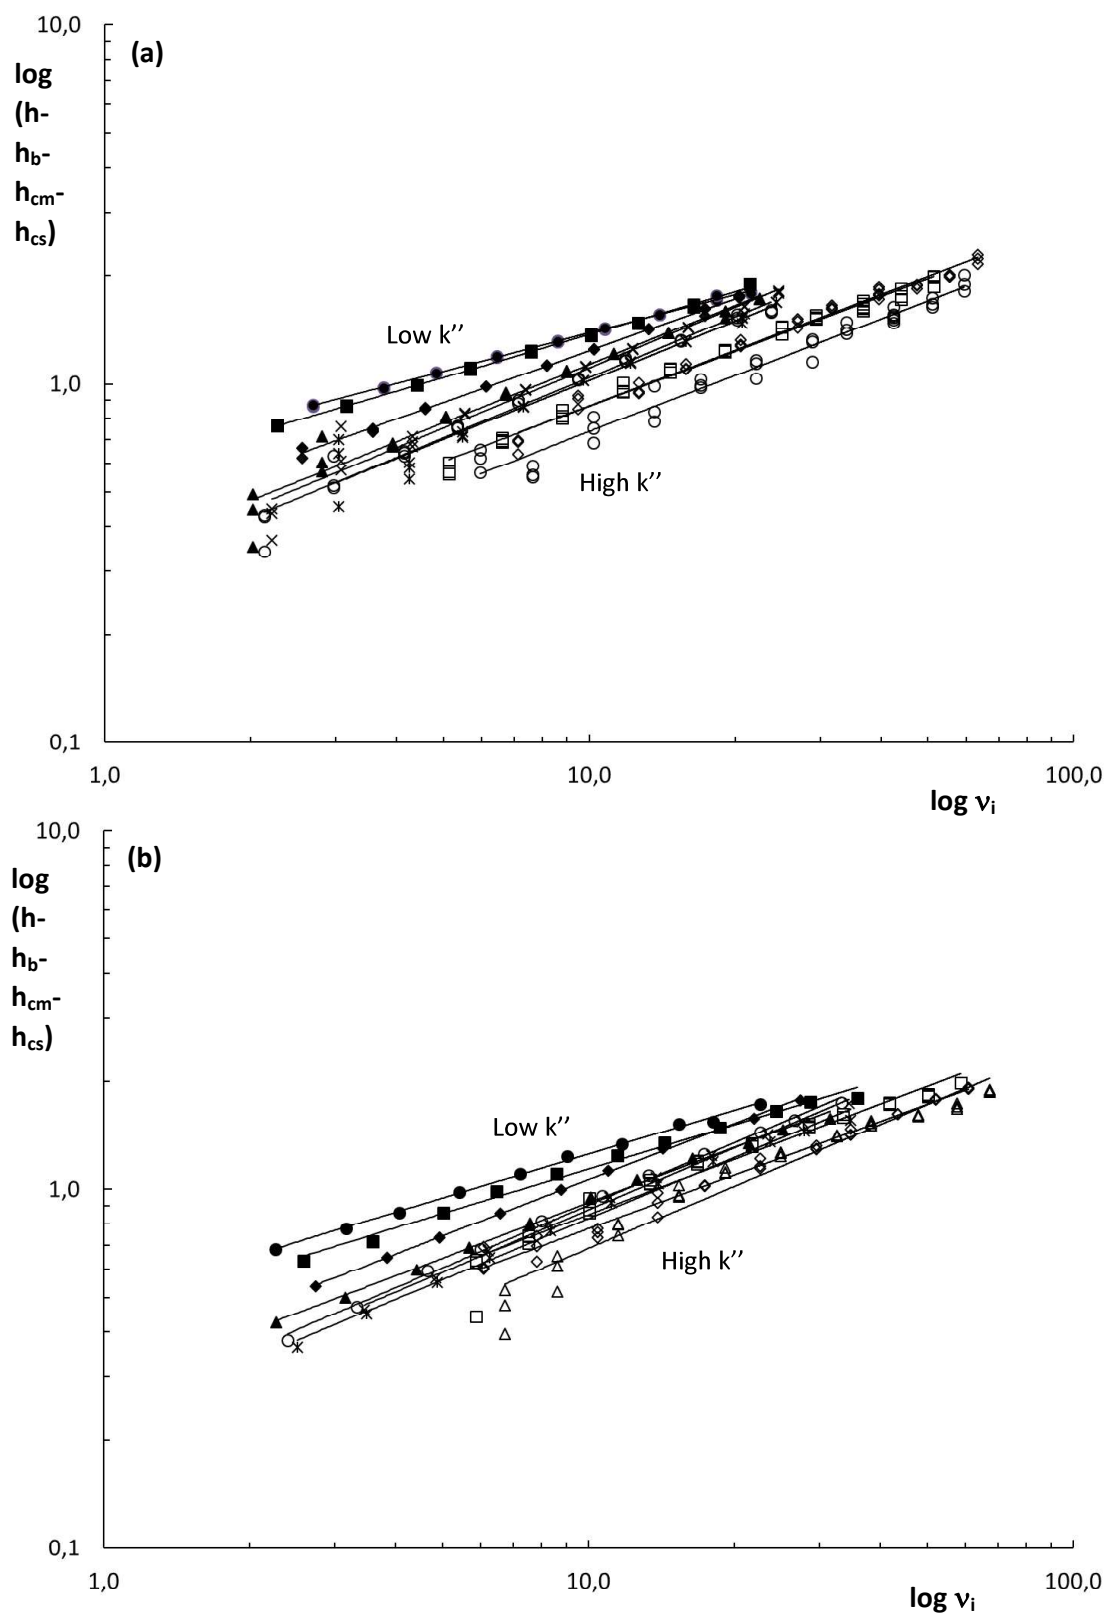 10,0
(a)
log
(h-
hb-
hcm-
hcs)
Low k’’
1,0
High k’’
0,1
1,0
10,0
100,0
log νi
10,0
(b)
log
(h-
hb-
hcm-
hcs)
Low k’’
1,0
High k’’
0,1
1,0
10,0
100,0
log νi